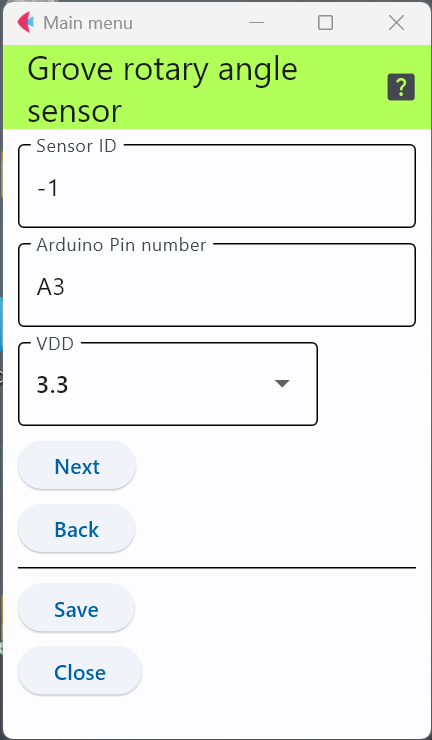 Main menu
Grove rotary angle
sensor
?
Sensor ID
-1
Arduino Pin number
A3
VDD
3.3
Next
Back
Save
Close